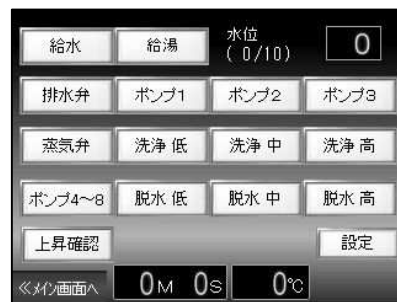 給水 給湯 水位 0
( 0/10)
排水弁 ポンプ1 ポンプ2 ポンプ3
蒸気弁 洗浄 低 洗浄 中 洗浄 高
ポンプ4～8 脱水 低 脱水 中 脱水 高
上昇確認 設定
≪メイン画面へ 0M 0S 0℃